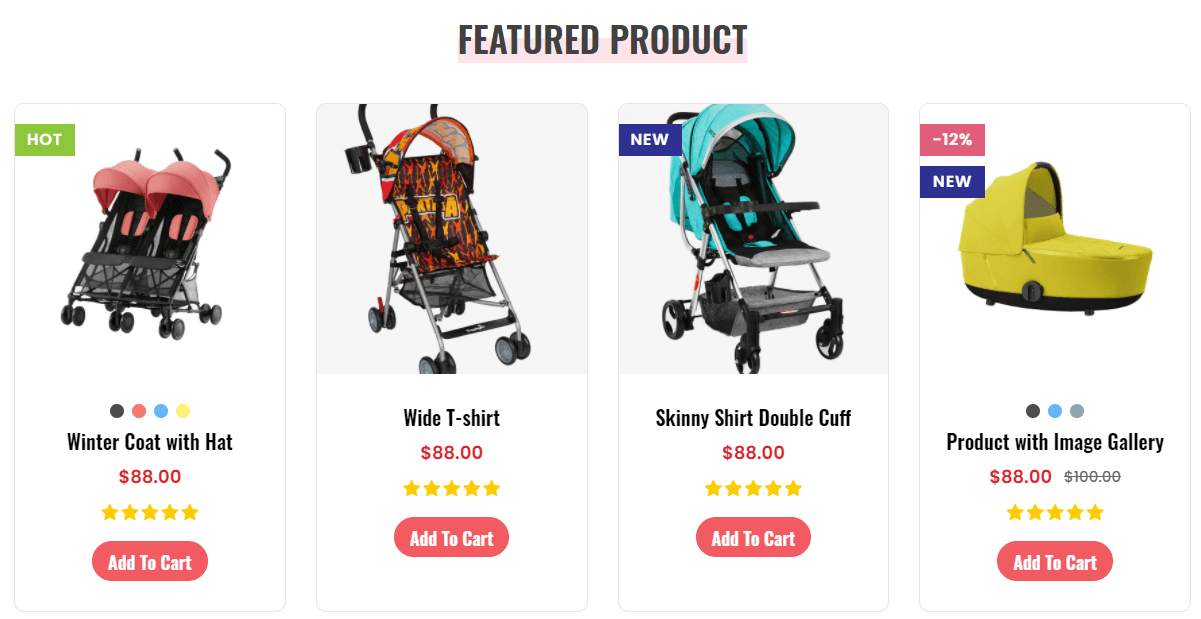 FEATURED PRODUCT
HOT
Winter Coat with Hat
$88.00
Add To Cart
Wide T-shirt
$88.00
Add To Cart
NEW
Skinny Shirt Double Cuff
$88.00
Add To Cart
-12%
NEW
Product with Image Gallery
$88.00 $100.00
Add To Cart